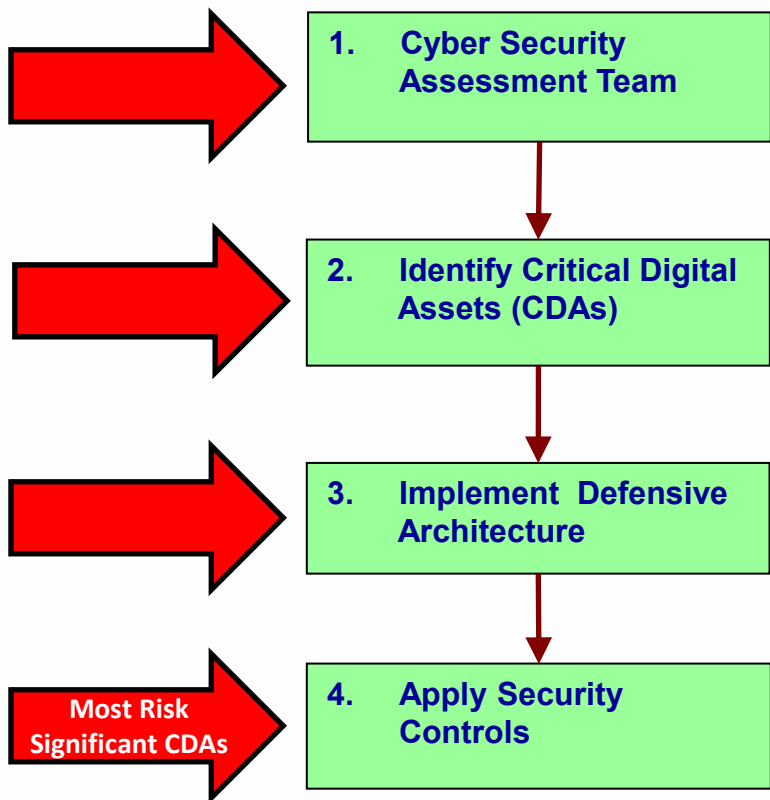 1. Cyber Security
Assessment Team
2. Identify Critical Digital
Assets (CDAs)
3. Implement Defensive
Architecture
Most Risk
Significant CDAs
4. Apply Security
Controls